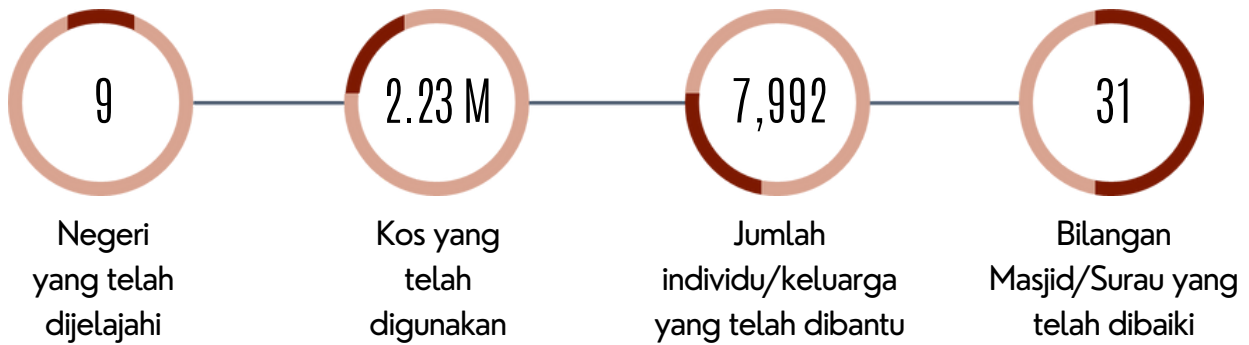 9
Negeri
yang telah
dijelajahi
2.23 M
Kos yang
telah
digunakan
7,992
Jumlah
individu/keluarga
yang telah dibantu
31
Bilangan
Masjid/Surau yang
telah dibaiki